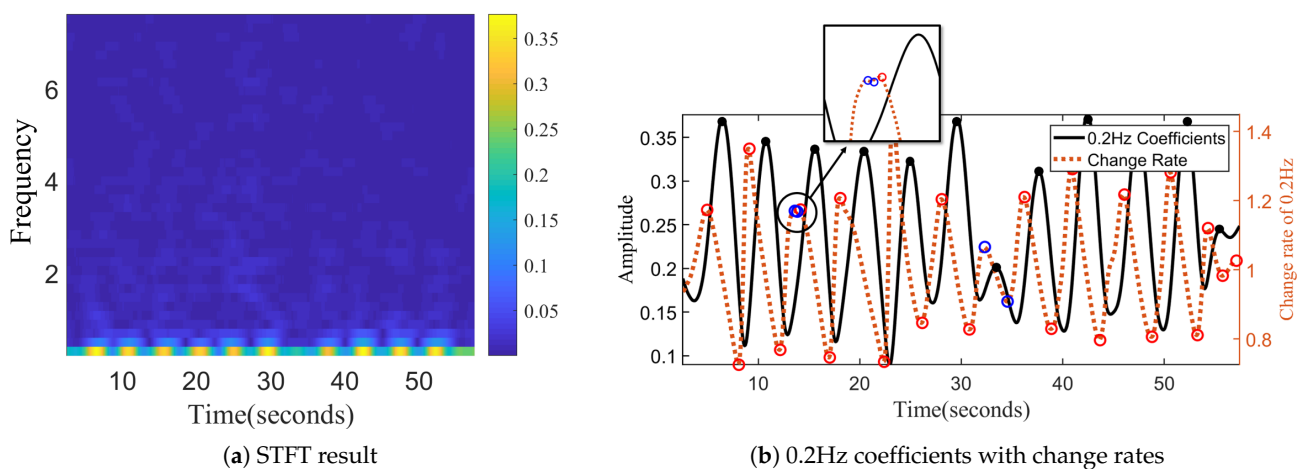 Frequency
6
4
2
10 20 30 40 50
Time(seconds)
0.35
0.3
0.25
0.2
0.15
0.1
0.05
(a) STFT result
Amplitude
0.35
0.3
0.25
0.2
0.15
0.1
0.2Hz Coefficients
Change Rate
10 20 30 40 50
Time(seconds)
1.4
1.2
1
0.8
Change rate of 0.2Hz
(b) 0.2Hz coefficients with change rates